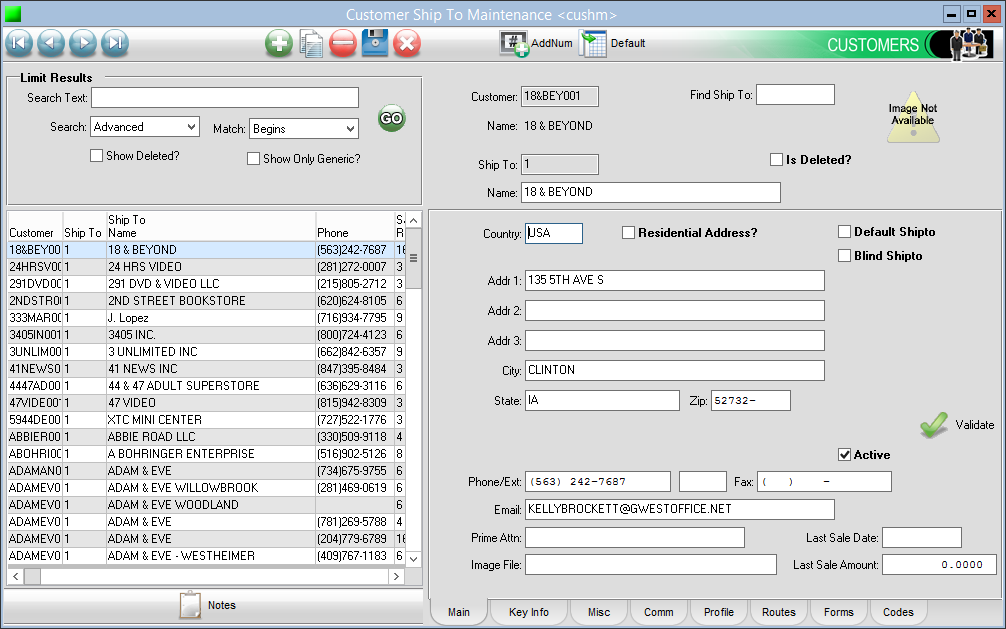 Customer Ship To Maintenance <cushm>
# AddNum Default CUSTOMERS
Limit Results
Search Text:
GO
Search: Advanced Match: Begins
Show Deleted? Show Only Generic?
Customer: 18&BEY001 Find Ship To:
Image Not
Available
Name: 18 & BEYOND
Ship To: 1 Is Deleted?
Name: 18 & BEYOND
Customer Ship To Ship To Name Phone
18&BEY00 1 18 & BEYOND (563)242-7687 16
24HRSV00 1 24 HRS VIDEO (281)272-0007 3
291DVD00 1 291 DVD & VIDEO LLC (215)805-2712 3
2NDSTR00 1 2ND STREET BOOKSTORE (620)624-8105 6
333MAR00 1 J. Lopez (716)934-7795 9
3405IN001 1 3405 INC. (800)724-4123 6
3UNLIM00 1 3 UNLIMITED INC (662)842-6357 9
41NEWS0 1 41 NEWS INC (847)395-8484 3
4447AD00 1 44 & 47 ADULT SUPERSTORE (636)629-3116 6
47VIDE00 1 47 VIDEO (815)942-8309 3
5944DE00 1 XTC MINI CENTER (727)522-1776 3
ABBIER00 1 ABBIE ROAD LLC (330)509-9118 4
ABOHRI00 1 A BOHRINGER ENTERPRISE (516)902-5126 8
ADAMAN0 1 ADAM & EVE (734)675-9755 6
ADAMEV0 1 ADAM & EVE WILLOWBROOK (281)469-0619 6
ADAMEV0 1 ADAM & EVE WOODLAND 6
ADAMEV0 1 ADAM & EVE (781)269-5788 4
ADAMEV0 1 ADAM & EVE (204)779-6789 16
ADAMEV0 1 ADAM & EVE - WESTHEIMER (409)767-1183 6
Notes
Country: USA Residential Address? Default Shipto
Blind Shipto
Addr 1: 135 5TH AVE S
Addr 2:
Addr 3:
City: CLINTON
State: IA Zip: 52732-
Validate
Active
Phone/Ext: (563) 242-7687 Fax: ( ) -
Email: KELLYBROCKETT@GWESTOFFICE.NET
Prime Attn: Last Sale Date:
Image File: Last Sale Amount: 0.0000
Main Key Info Misc Comm Profile Routes Forms Codes